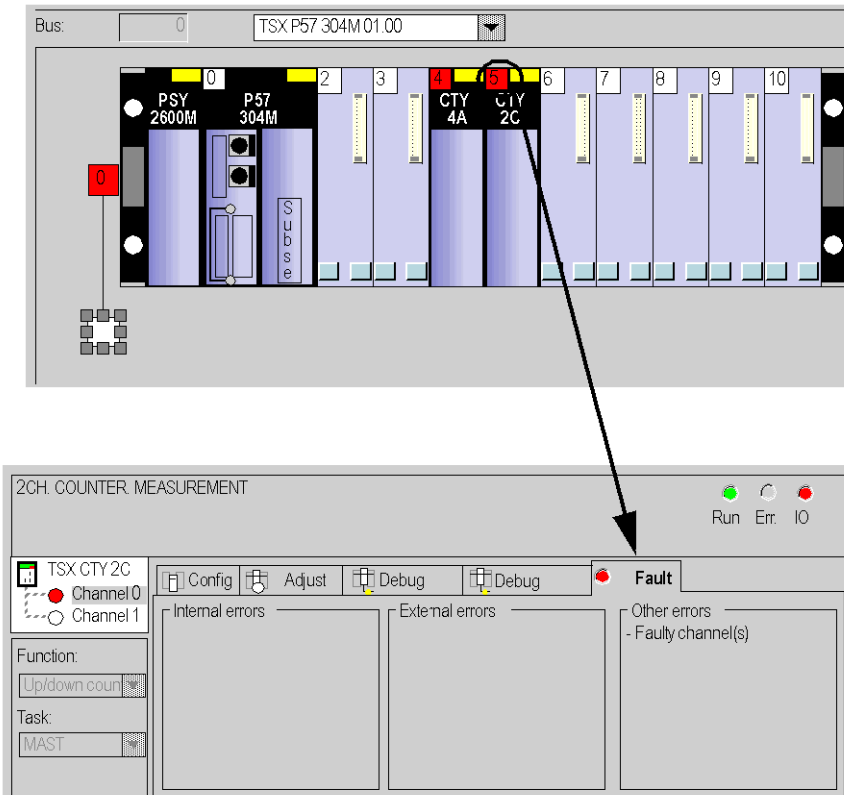 Bus: 0 TSX P57 304M 01.00
0 2 3 4 5 6 7 8 9 10
PSY 2600M
P57 304M
CTY 4A
CTY 2C
0
Subse
2CH. COUNTER. MEASUREMENT
Run Err. IO
TSX CTY 2C
Channel 0
Channel 1
Config Adjust Debug Debug Fault
Internal errors External errors Other errors
- Faulty channel(s)
Function:
Up/down coun
Task:
MAST